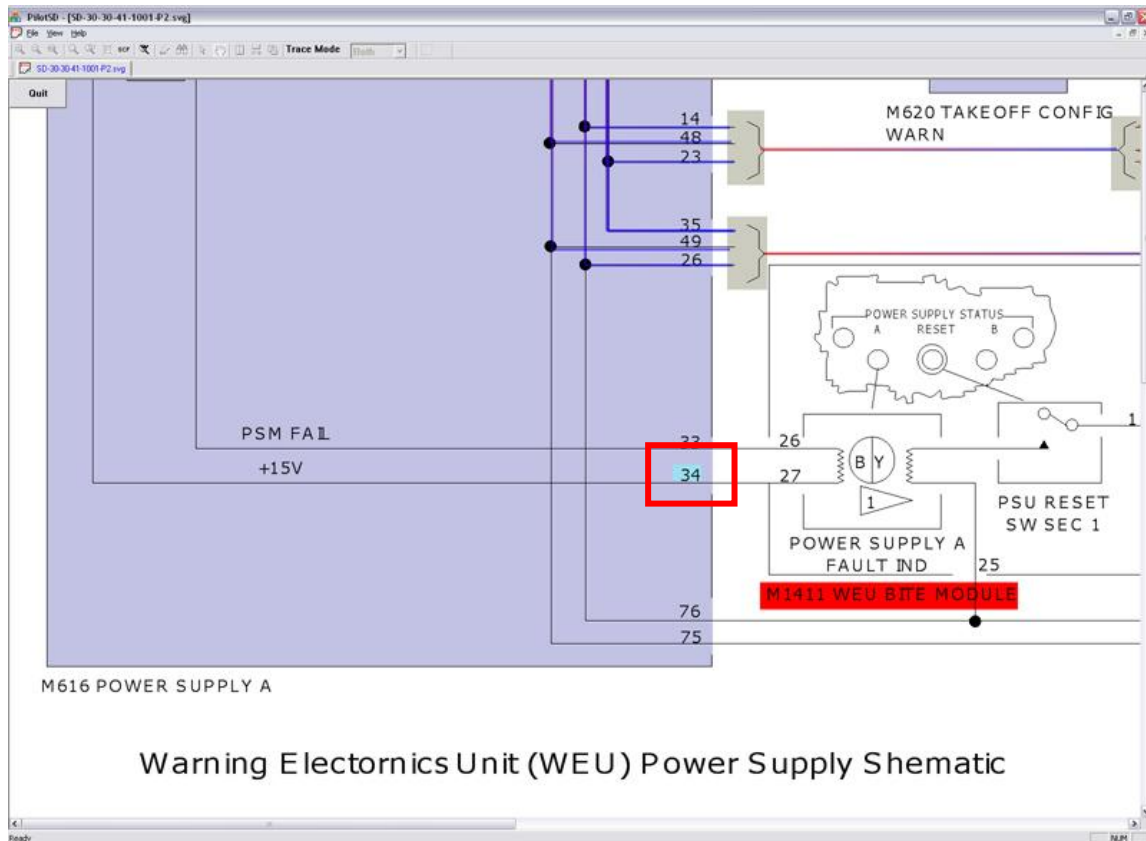 PilotSD - [SD-30-30-41-1001-P2.svg]
File View Help
SCF Trace Mode Both
SD-30-30-41-1001-P2.svg
Quit
14
48
23
M620 TAKEOFF CONFIG
WARN
35
49
26
POWER SUPPLY STATUS
A RESET B
PSM FAIL
33
26
+15V
34
27
B Y
1
1
PSU RESET
SW SEC 1
POWER SUPPLY A
FAULT IND
25
M1411 WEU BITE MODULE
76
75
M616 POWER SUPPLY A
Warning Electornics Unit (WEU) Power Supply Shematic
Ready
NUM